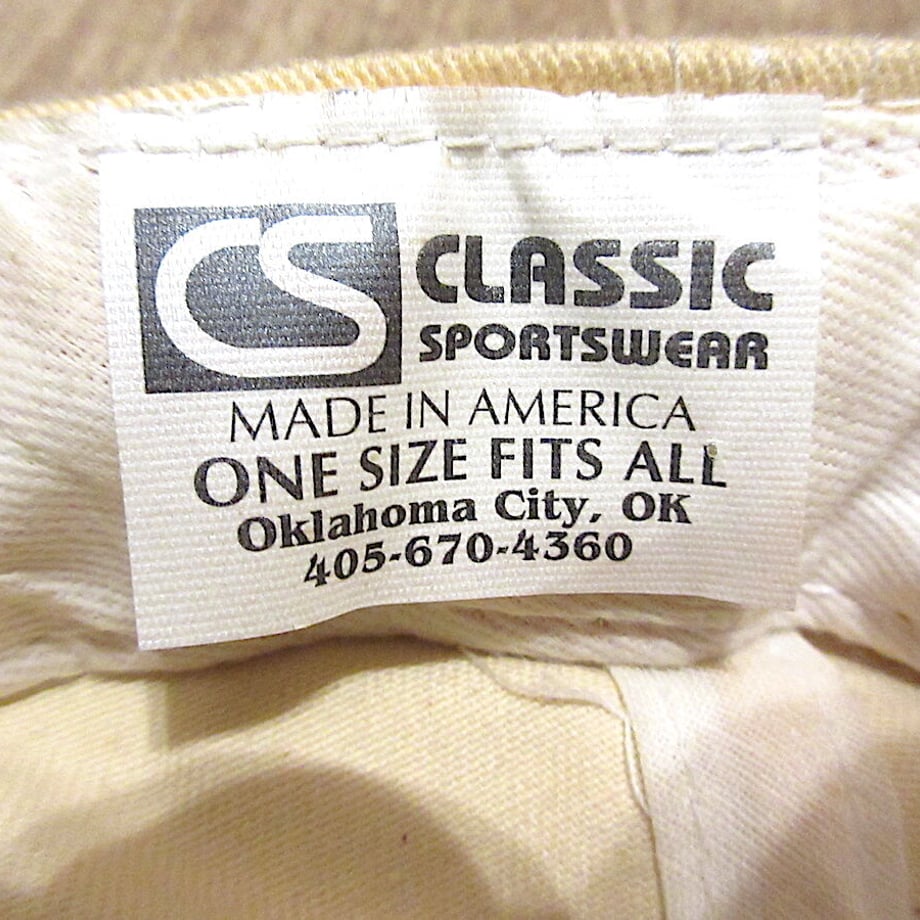 CS CLASSIC
SPORTSWEAR
MADE IN AMERICA
ONE SIZE FITS ALL
Oklahoma City, OK
405-670-4360